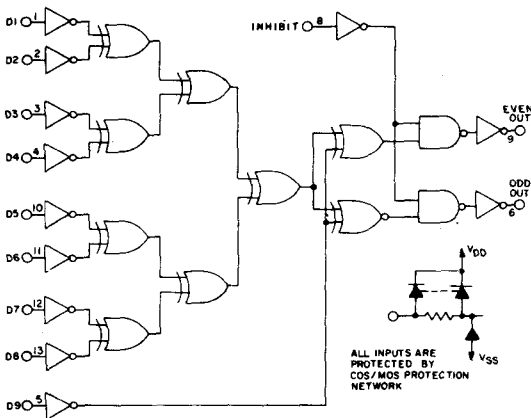 D1 1
D2 2
D3 3
D4 4
D5 10
D6 11
D7 12
D8 13
D9 5
INHIBIT 8
EVEN
OUT
9
ODD
OUT
6
VDD
VSS
ALL INPUTS ARE
PROTECTED BY
COS/MOS PROTECTION
NETWORK